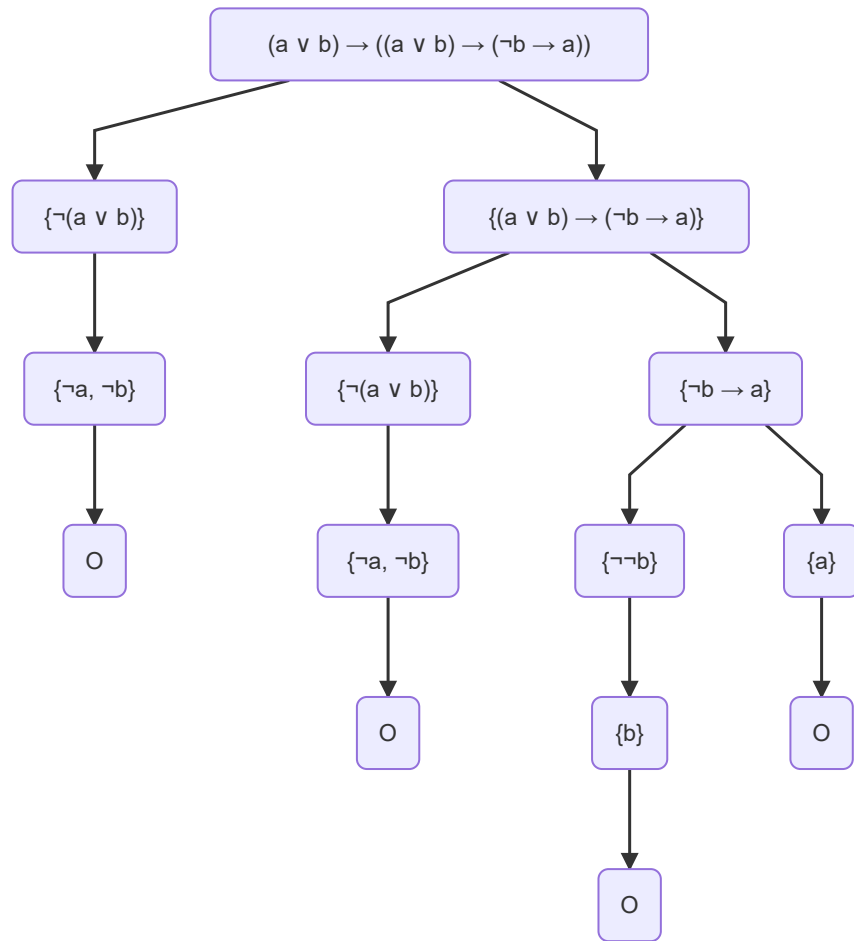 (a ∨ b) → ((a ∨ b) → (¬b → a))
{¬(a ∨ b)}
{(a ∨ b) → (¬b → a)}
{¬a, ¬b}
{¬(a ∨ b)}
{¬b → a}
O
{¬a, ¬b}
{¬¬b}
{a}
O
{b}
O
O